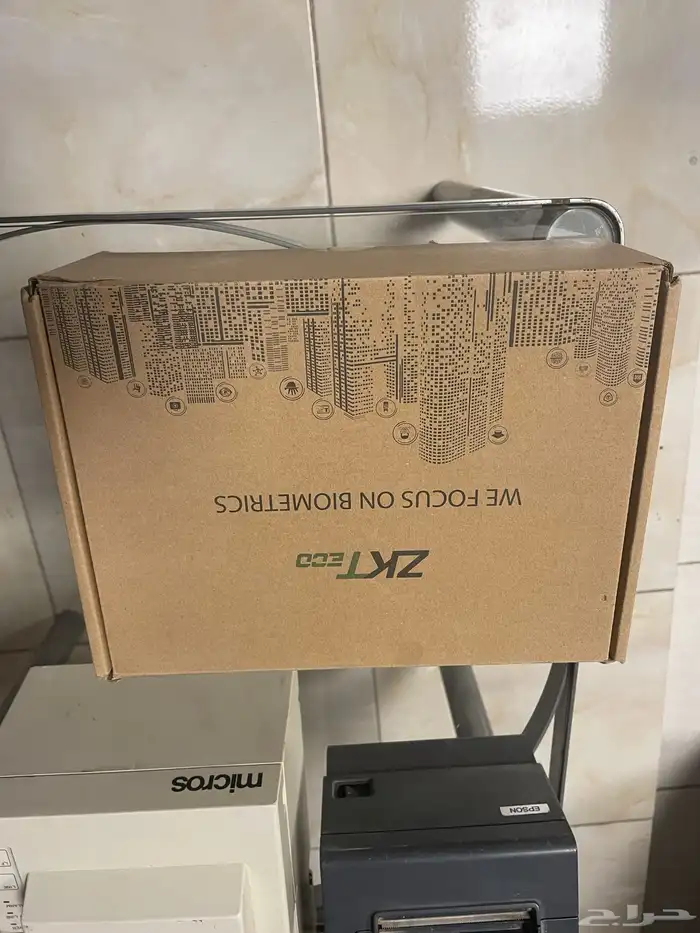 WE FOCUS ON BIOMETRICS
ZKTECO
micros
EPSON
حراج